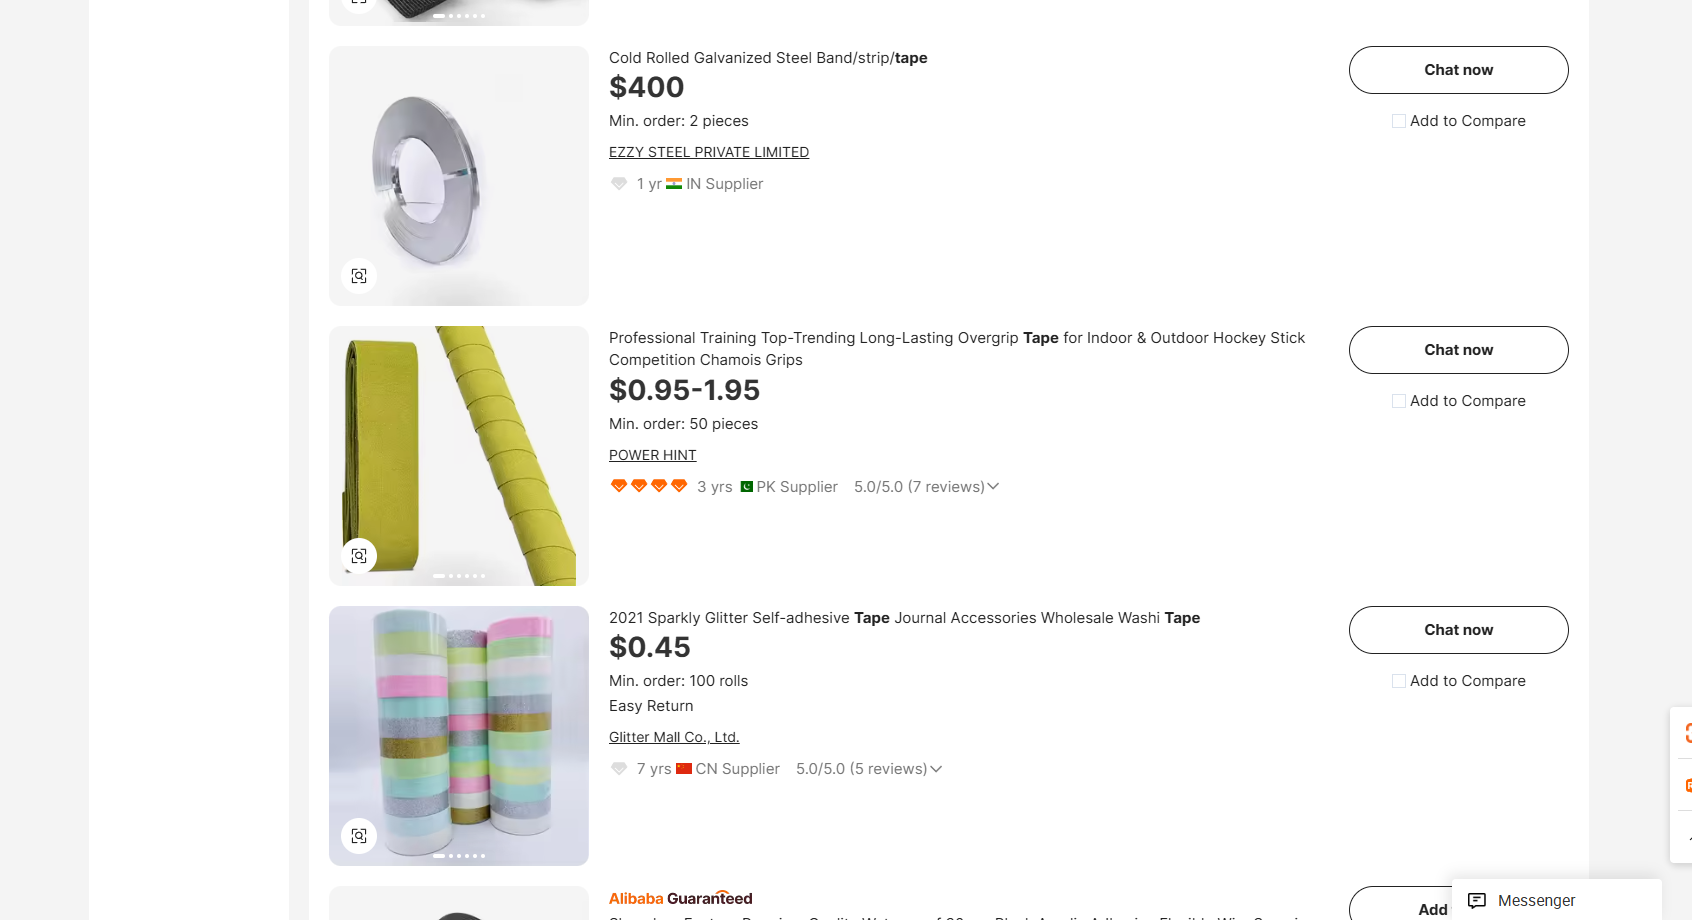 Cold Rolled Galvanized Steel Band/strip/tape
$400
Min. order: 2 pieces
EZZY STEEL PRIVATE LIMITED
1 yr IN Supplier
Chat now
Add to Compare
Professional Training Top-Trending Long-Lasting Overgrip Tape for Indoor & Outdoor Hockey Stick
Competition Chamois Grips
$0.95-1.95
Min. order: 50 pieces
POWER HINT
3 yrs PK Supplier 5.0/5.0 (7 reviews)
Chat now
Add to Compare
2021 Sparkly Glitter Self-adhesive Tape Journal Accessories Wholesale Washi Tape
$0.45
Min. order: 100 rolls
Easy Return
Glitter Mall Co., Ltd.
7 yrs CN Supplier 5.0/5.0 (5 reviews)
Chat now
Add to Compare
Alibaba Guaranteed
Add
Messenger